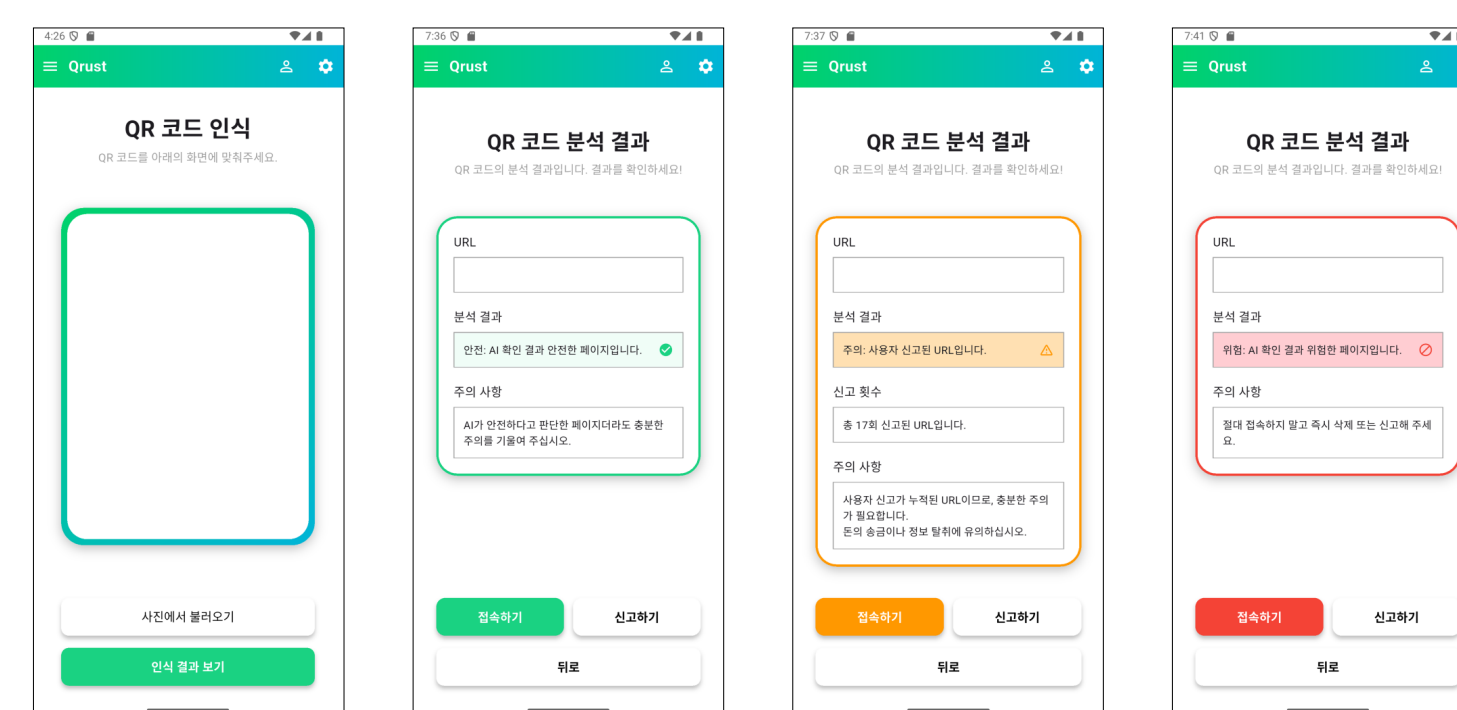 4:26
Qrust
QR 코드 인식
QR 코드를 아래의 화면에 맞춰주세요.
사진에서 불러오기
인식 결과 보기
7:36
Qrust
QR 코드 분석 결과
QR 코드의 분석 결과입니다. 결과를 확인하세요!
URL
분석 결과
안전: AI 확인 결과 안전한 페이지입니다.
주의 사항
AI가 안전하다고 판단한 페이지더라도 충분한
주의를 기울여 주십시오.
접속하기
신고하기
뒤로
7:37
Qrust
QR 코드 분석 결과
QR 코드의 분석 결과입니다. 결과를 확인하세요!
URL
분석 결과
주의: 사용자 신고된 URL입니다.
신고 횟수
총 17회 신고된 URL입니다.
주의 사항
사용자 신고가 누적된 URL이므로, 충분한 주의
가 필요합니다.
돈의 송금이나 정보 탈취에 유의하십시오.
접속하기
신고하기
뒤로
7:41
Qrust
QR 코드 분석 결과
QR 코드의 분석 결과입니다. 결과를 확인하세요!
URL
분석 결과
위험: AI 확인 결과 위험한 페이지입니다.
주의 사항
절대 접속하지 말고 즉시 삭제 또는 신고해 주세
요.
접속하기
신고하기
뒤로